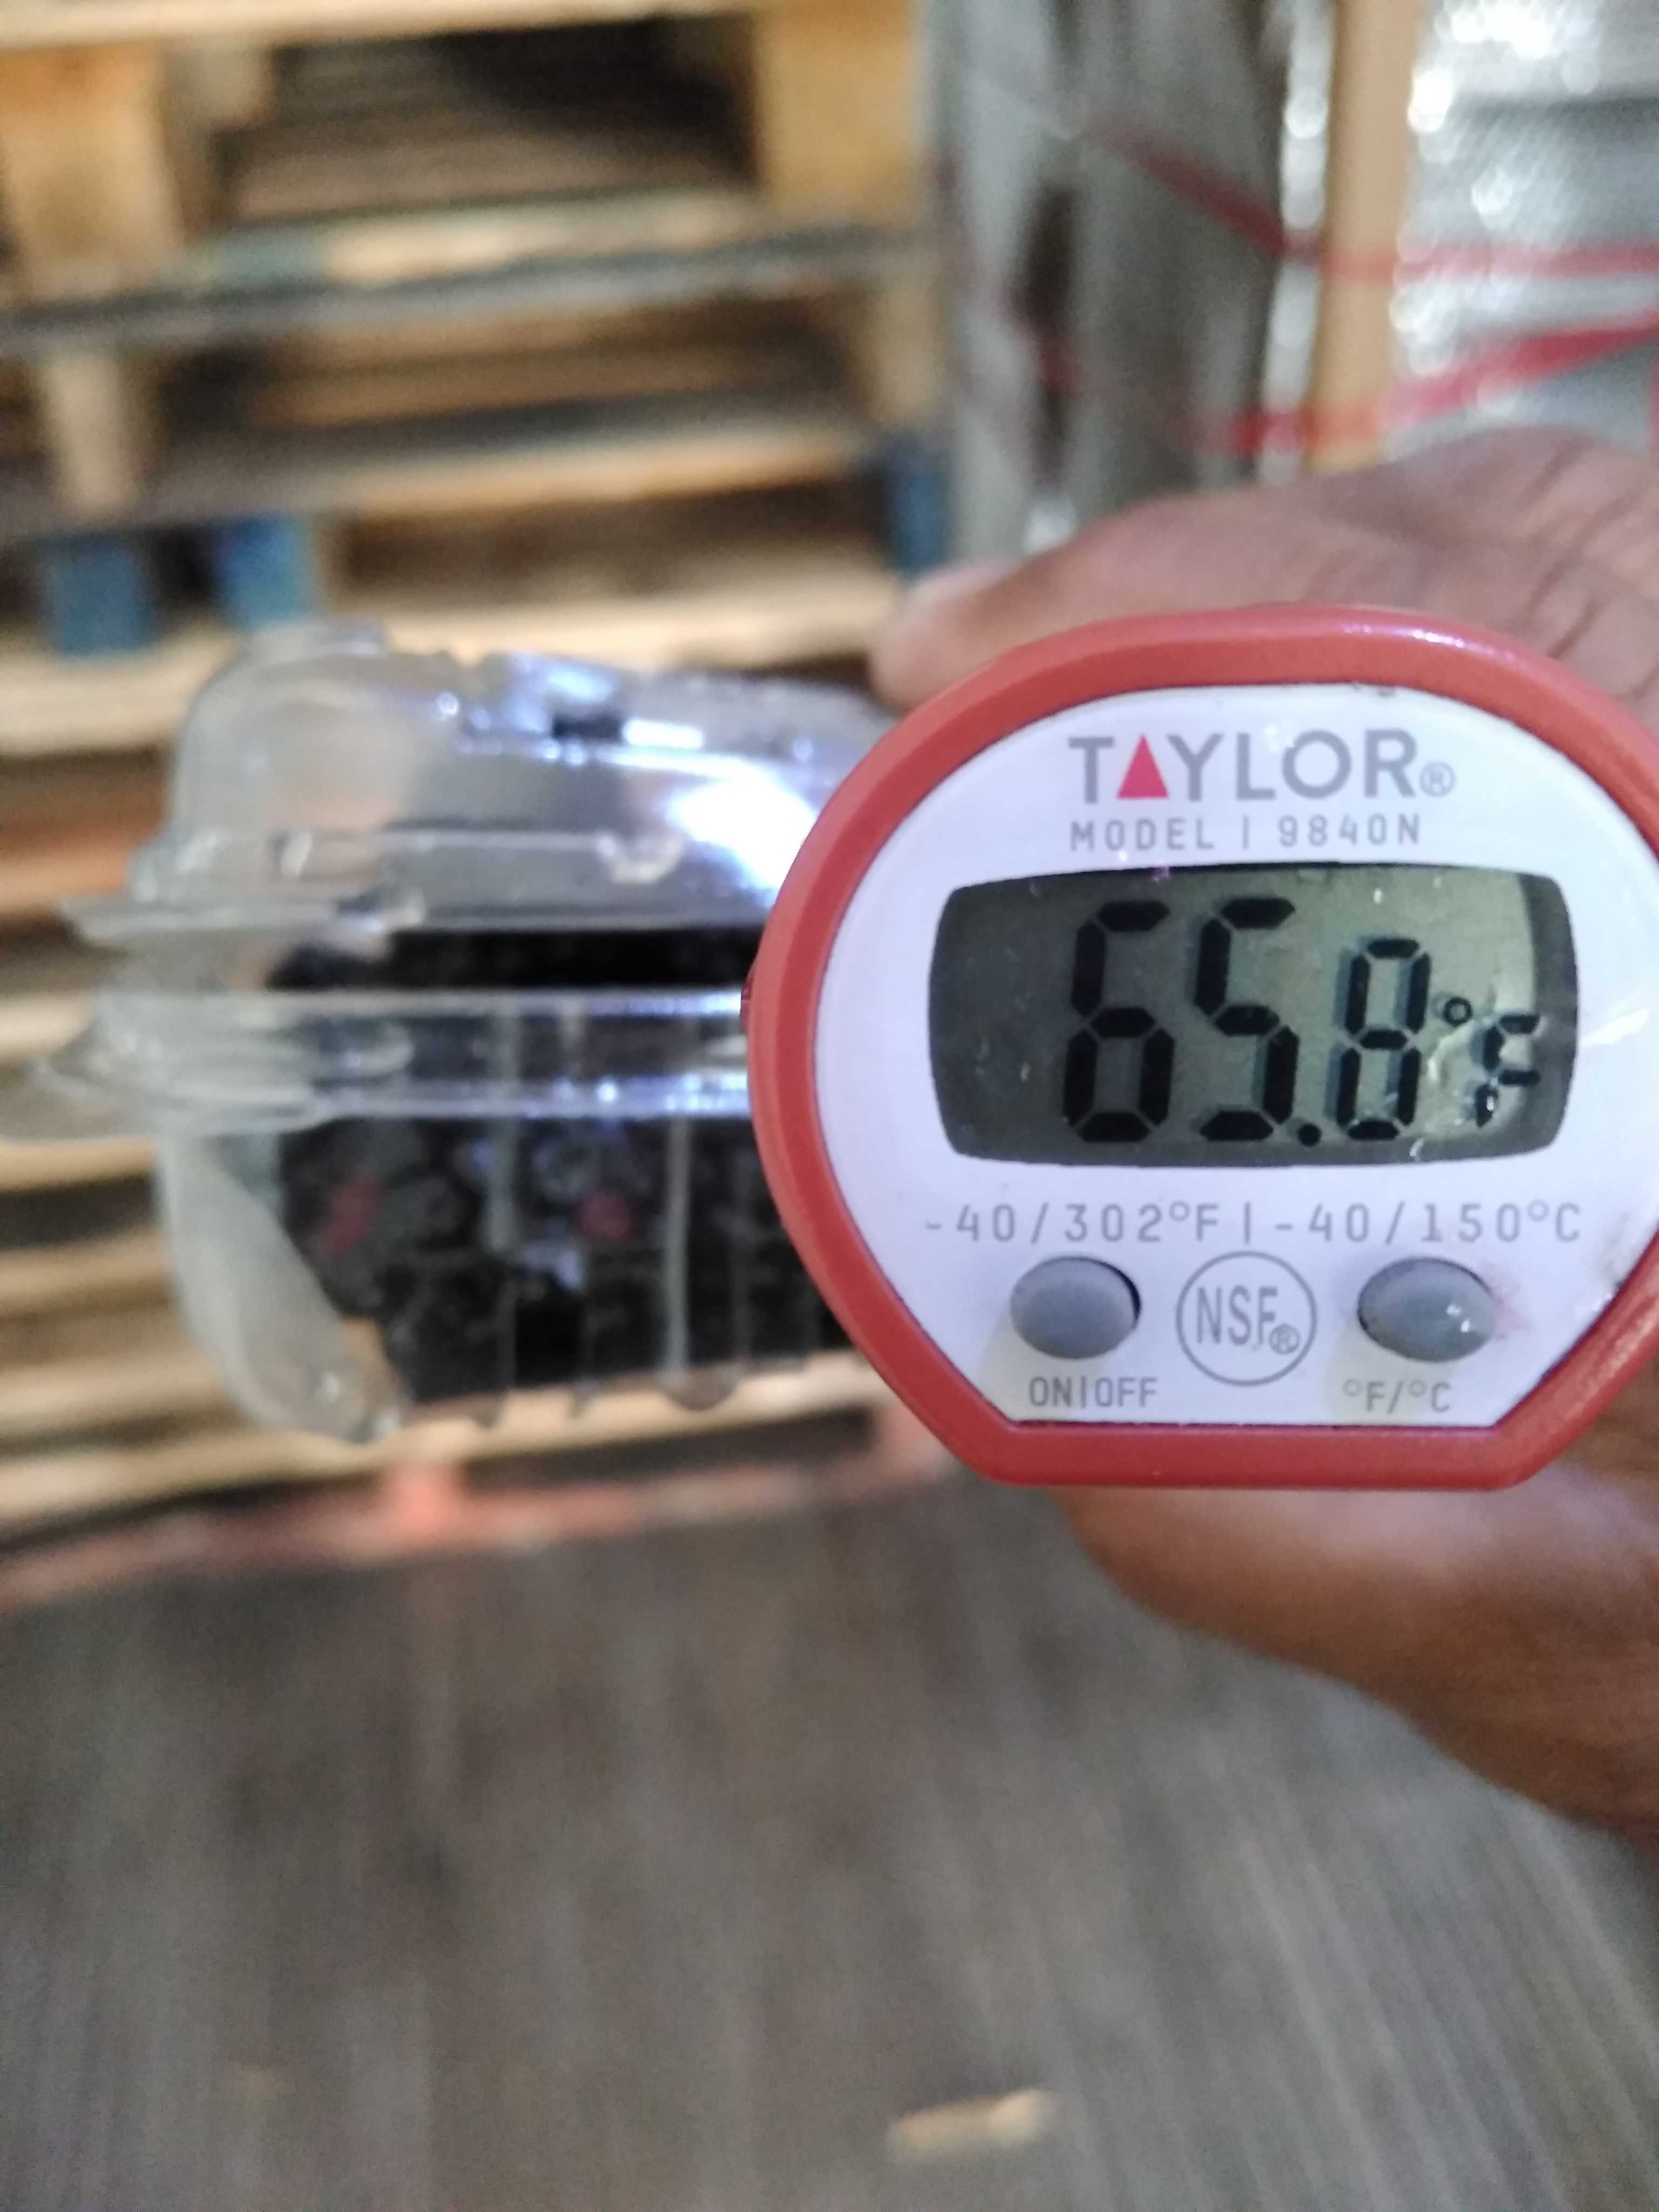 TAYLOR®
MODEL | 9840N
65.8°F
-40/302°F | -40/150°C
NSF®
ON|OFF
°F/°C